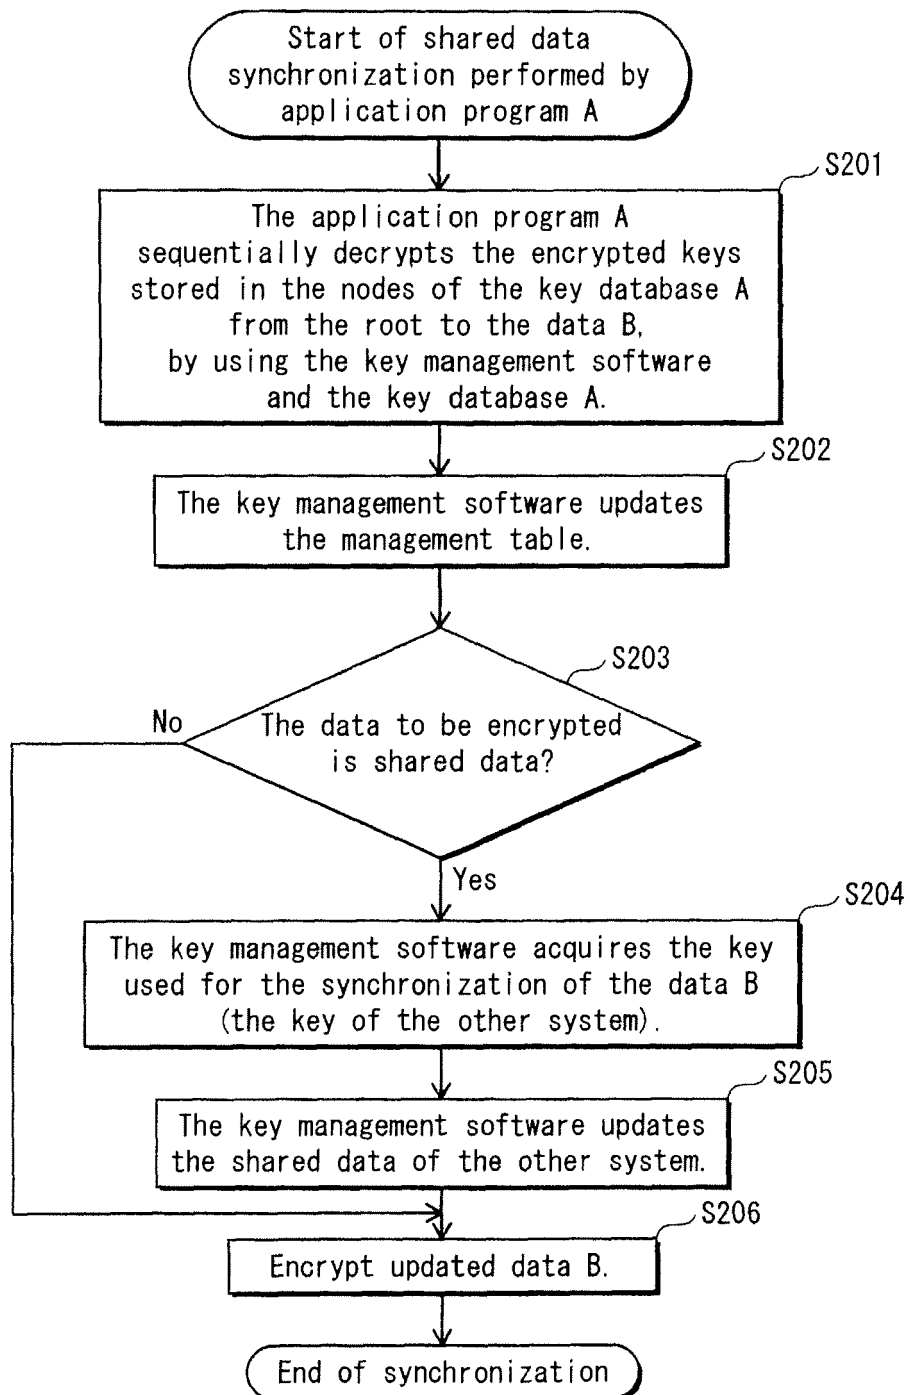 Start of shared data
synchronization performed by
application program A
S201
The application program A
sequentially decrypts the encrypted keys
stored in the nodes of the key database A
from the root to the data B,
by using the key management software
and the key database A.
S202
The key management software updates
the management table.
S203
No
The data to be encrypted
is shared data?
Yes
S204
The key management software acquires the key
used for the synchronization of the data B
(the key of the other system).
S205
The key management software updates
the shared data of the other system.
S206
Encrypt updated data B.
End of synchronization